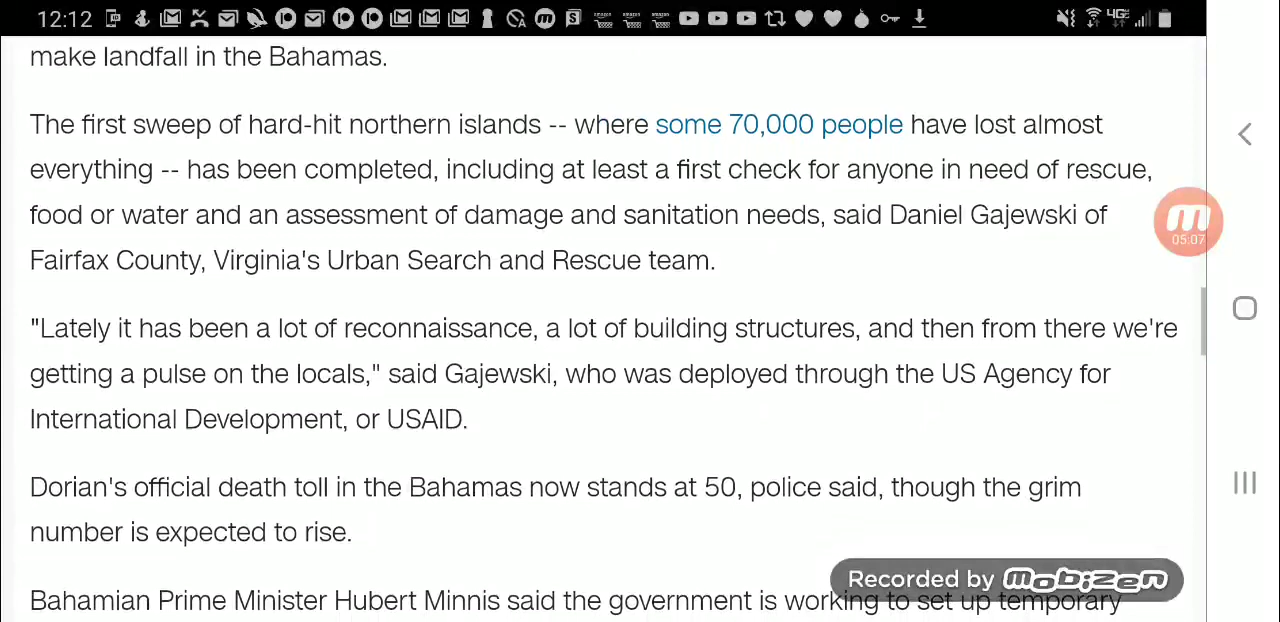 12:12
4GE
make landfall in the Bahamas.
The first sweep of hard-hit northern islands -- where some 70,000 people have lost almost
everything -- has been completed, including at least a first check for anyone in need of rescue,
food or water and an assessment of damage and sanitation needs, said Daniel Gajewski of
Fairfax County, Virginia's Urban Search and Rescue team.
05:07
"Lately it has been a lot of reconnaissance, a lot of building structures, and then from there we're
getting a pulse on the locals," said Gajewski, who was deployed through the US Agency for
International Development, or USAID.
Dorian's official death toll in the Bahamas now stands at 50, police said, though the grim
number is expected to rise.
Recorded by mobizen
Bahamian Prime Minister Hubert Minnis said the government is working to set up temporary